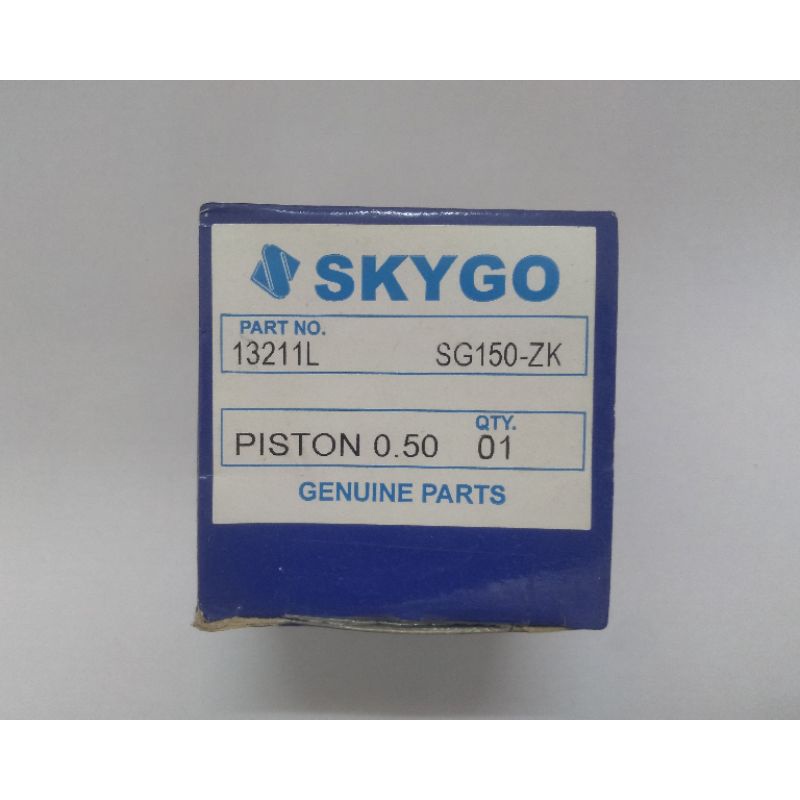 SKYGO
PART NO.
13211L SG150-ZK
QTY.
PISTON 0.50 01
GENUINE PARTS